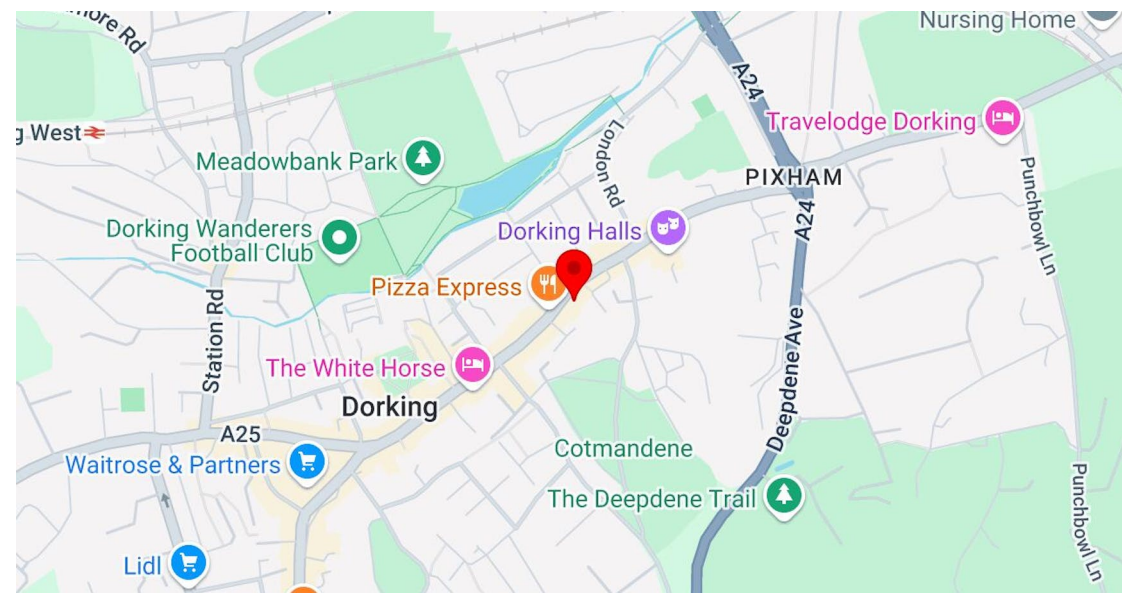 Nursing Home
more Rd
A24
g West
Travelodge Dorking
London Rd
Meadowbank Park
PIXHAM
Punchbowl Ln
Dorking Wanderers
Football Club
Dorking Halls
A24
Pizza Express
Station Rd
The White Horse
Deepdene Ave
Dorking
A25
Cotmandene
Waitrose & Partners
The Deepdene Trail
Punchbowl Ln
Lidl